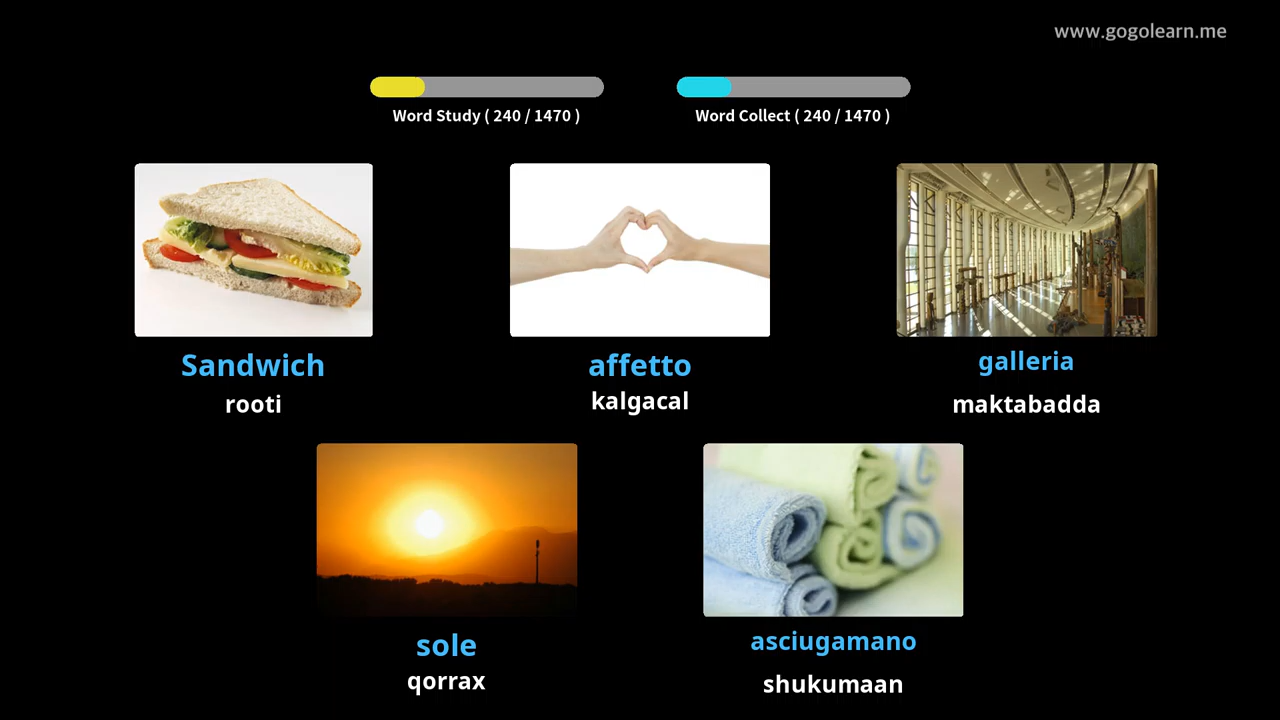 www.gogolearn.me
Word Study ( 240 / 1470 )
Word Collect ( 240 / 1470 )
Sandwich
rooti
affetto
kalgacal
galleria
maktabadda
sole
qorrax
asciugamano
shukumaan